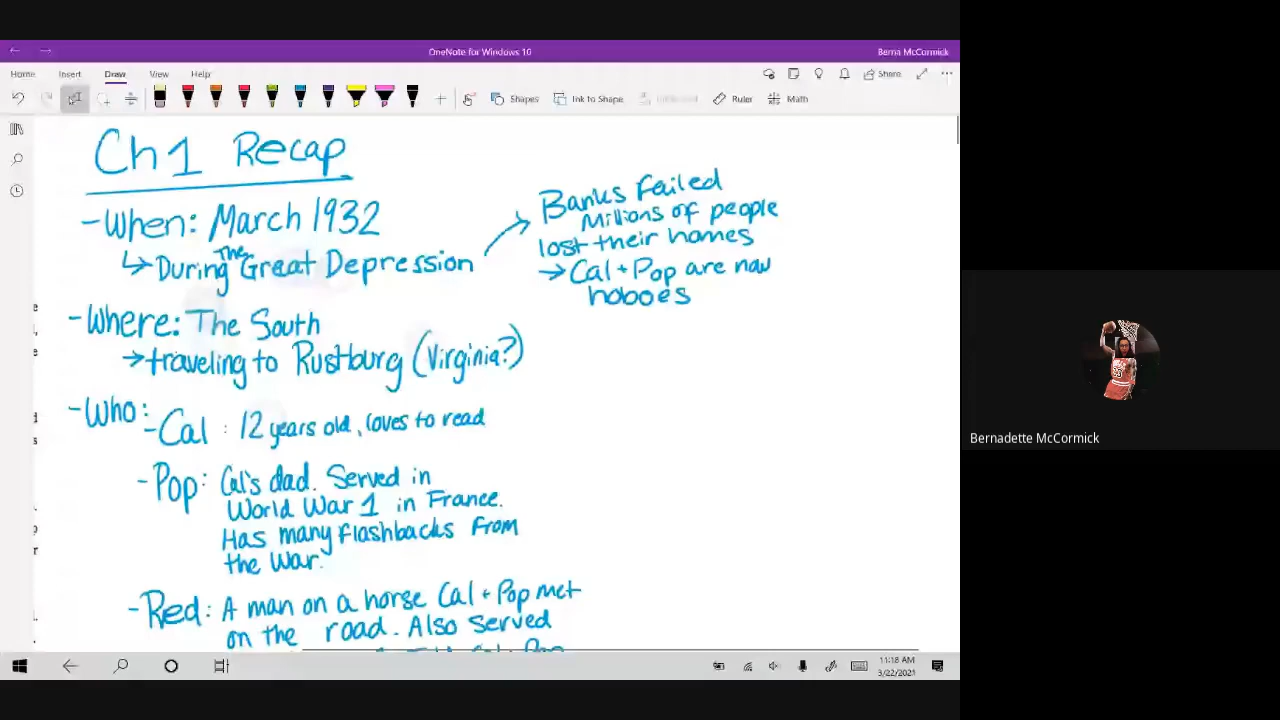 OneNote for Windows 10
Berna McCormick
Home Insert Draw View Help
Share
Shapes
Ink to Shape
Ruler
Math
Ch 1 Recap
-When: March 1932
↳During The Great Depression
Banks Failed
Millions of people
lost their homes
→Cal + Pop are now
hoboes
-Where: The South
→traveling to Rustburg (Virginia?)
-Who:
-Cal : 12 years old, loves to read
-Pop: Cal's dad. Served in
World War 1 in France.
Has many flashbacks from
the War.
-Red: A man on a horse Cal + Pop met
on the road. Also served
Bernadette McCormick
11:18 AM
3/22/2021